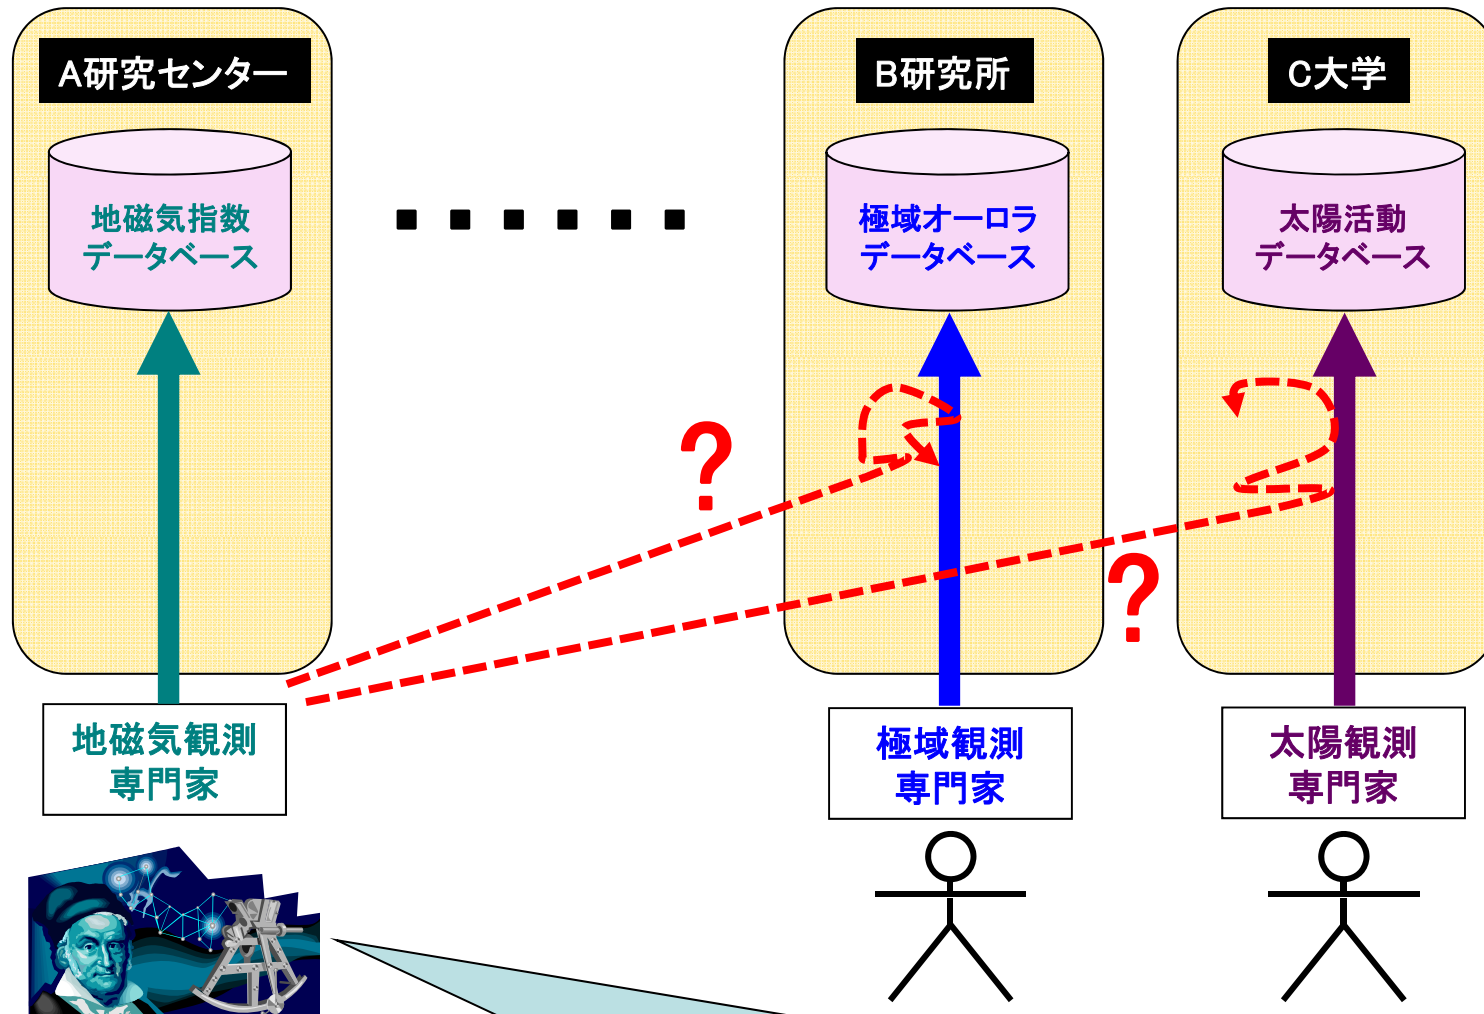 A研究センター
地磁気指数
データベース
地磁気観測
専門家
?
B研究所
極域オーロラ
データベース
極域観測
専門家
?
C大学
太陽活動
データベース
太陽観測
専門家